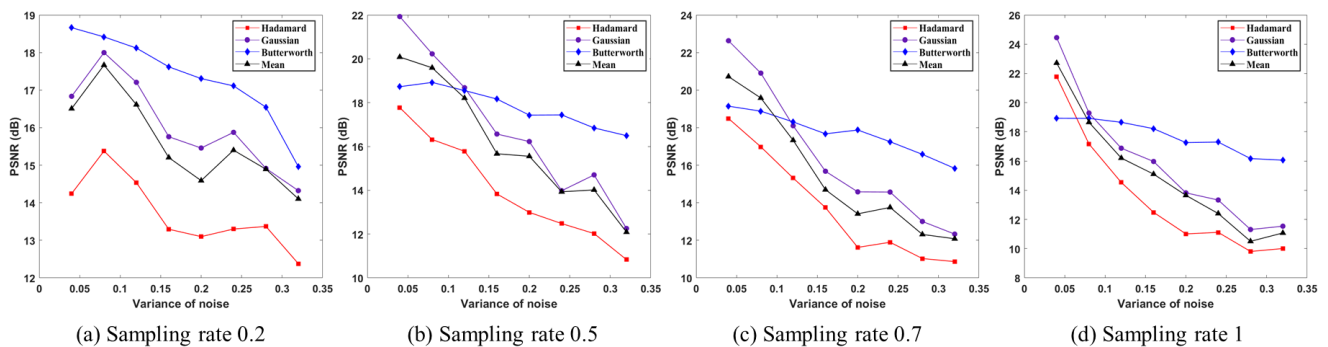 19
18
17
16
15
14
13
12
PSNR (dB)
0 0.05 0.1 0.15 0.2 0.25 0.3 0.35
Variance of noise
Hadamard
Gaussian
Butterworth
Mean
(a) Sampling rate 0.2
22
20
18
16
14
12
10
PSNR (dB)
0 0.05 0.1 0.15 0.2 0.25 0.3 0.35
Variance of noise
Hadamard
Gaussian
Butterworth
Mean
(b) Sampling rate 0.5
24
22
20
18
16
14
12
10
PSNR (dB)
0 0.05 0.1 0.15 0.2 0.25 0.3 0.35
Variance of noise
Hadamard
Gaussian
Butterworth
Mean
(c) Sampling rate 0.7
26
24
22
20
18
16
14
12
10
8
PSNR (dB)
0 0.05 0.1 0.15 0.2 0.25 0.3 0.35
Variance of noise
Hadamard
Gaussian
Butterworth
Mean
(d) Sampling rate 1